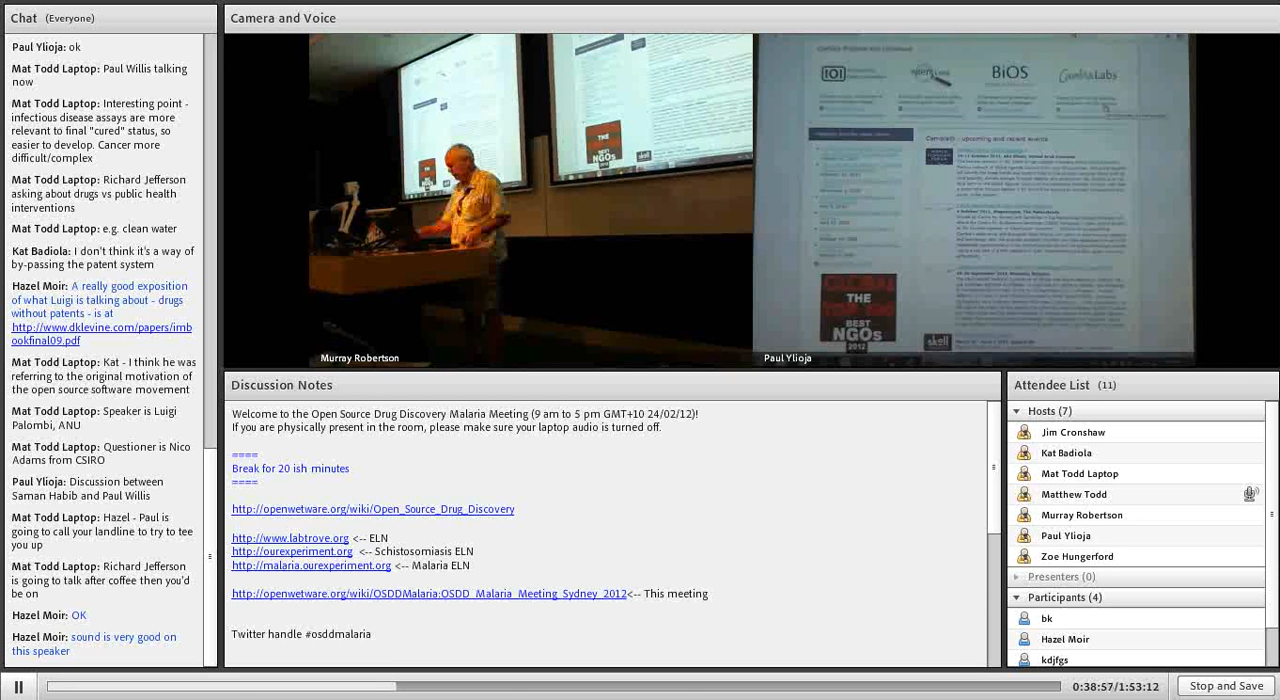 Chat (Everyone)
Paul Ylioja: ok
Mat Todd Laptop: Paul Willis talking
now
Mat Todd Laptop: Interesting point -
infectious disease assays are more
relevant to final "cured" status, so
easier to develop. Cancer more
difficult/complex
Mat Todd Laptop: Richard Jefferson
asking about drugs vs public health
interventions
Mat Todd Laptop: e.g. clean water
Kat Badiola: I don't think it's a way of
by-passing the patent system
Hazel Moir: A really good exposition
of what Luigi is talking about - drugs
without patents - is at
http://www.dklevine.com/papers/imb
ookfinal09.pdf
Mat Todd Laptop: Kat - I think he was
referring to the original motivation of
the open source software movement
Mat Todd Laptop: Speaker is Luigi
Palombi, ANU
Mat Todd Laptop: Questioner is Nico
Adams from CSIRO
Paul Ylioja: Discussion between
Saman Habib and Paul Willis
Mat Todd Laptop: Hazel - Paul is
going to call your landline to try to tee
you up
Mat Todd Laptop: Richard Jefferson
is going to talk after coffee then you'd
be on
Hazel Moir: OK
Hazel Moir: sound is very good on
this speaker
Camera and Voice
THE
BEST
NGOs
skoll
Murray Robertson
IOI
BiOS
CambiaLabs
THE
BEST
NGOs
2012
skoll
Paul Ylioja
Discussion Notes
Welcome to the Open Source Drug Discovery Malaria Meeting (9 am to 5 pm GMT+10 24/02/12)!
If you are physically present in the room, please make sure your laptop audio is turned off.
====
Break for 20 ish minutes
====
http://openwetware.org/wiki/Open_Source_Drug_Discovery
http://www.labtrove.org <-- ELN
http://ourexperiment.org <-- Schistosomiasis ELN
http://malaria.ourexperiment.org <-- Malaria ELN
http://openwetware.org/wiki/OSDDMalaria:OSDD_Malaria_Meeting_Sydney_2012<-- This meeting
Twitter handle #osddmalaria
Attendee List (11)
Hosts (7)
Jim Cronshaw
Kat Badiola
Mat Todd Laptop
Matthew Todd
Murray Robertson
Paul Ylioja
Zoe Hungerford
Presenters (0)
Participants (4)
bk
Hazel Moir
kdjfgs
0:38:57/1:53:12
Stop and Save